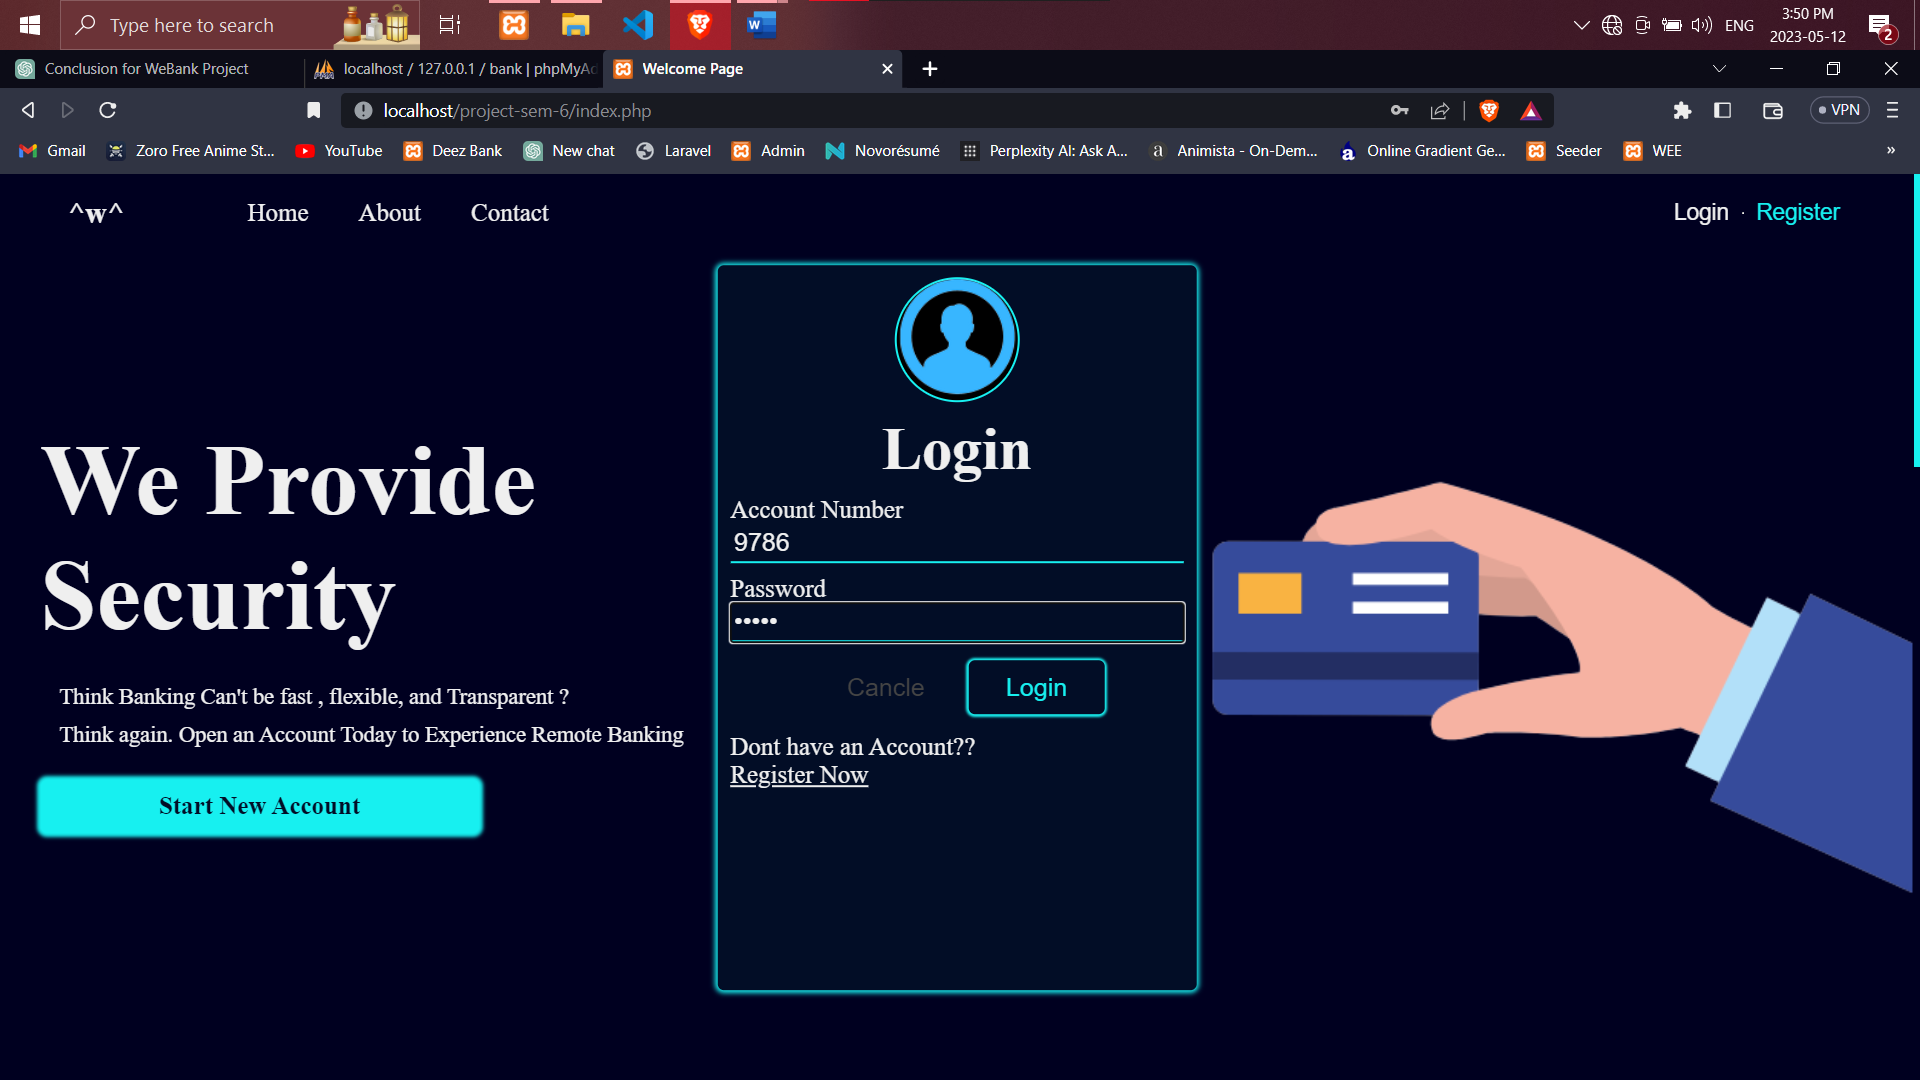 Type here to search
W
ENG
3:50 PM
2023-05-12
2
Conclusion for WeBank Project
localhost / 127.0.0.1 / bank | phpMyAd
Welcome Page
localhost/project-sem-6/index.php
VPN
Gmail
Zoro Free Anime St...
YouTube
Deez Bank
New chat
Laravel
Admin
Novorésumé
Perplexity AI: Ask A...
Animista - On-Dem...
Online Gradient Ge...
Seeder
WEE
»
^w^
Home
About
Contact
Login · Register
We Provide
Security
Think Banking Can't be fast , flexible, and Transparent ?
Think again. Open an Account Today to Experience Remote Banking
Start New Account
Login
Account Number
9786
Password
•••••
Cancle
Login
Dont have an Account??
Register Now